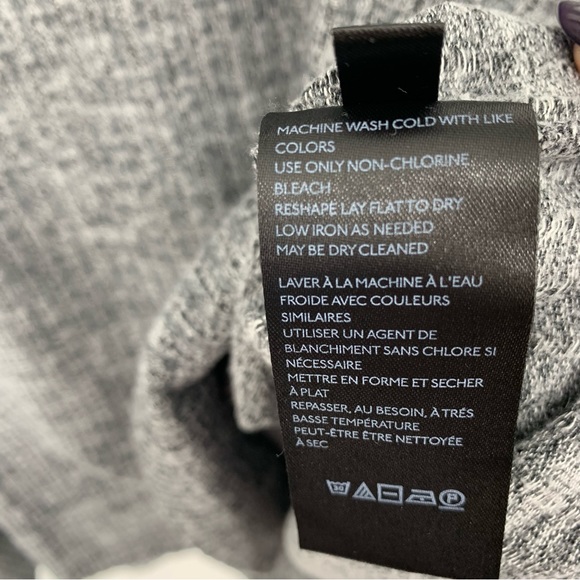 MACHINE WASH COLD WITH LIKE
COLORS
USE ONLY NON-CHLORINE
BLEACH
RESHAPE LAY FLAT TO DRY
LOW IRON AS NEEDED
MAY BE DRY CLEANED
LAVER À LA MACHINE À L'EAU
FROIDE AVEC COULEURS
SIMILAIRES
UTILISER UN AGENT DE
BLANCHIMENT SANS CHLORE SI
NÉCESSAIRE
METTRE EN FORME ET SECHER
À PLAT
REPASSER, AU BESOIN, À TRÉS
BASSE TEMPÉRATURE
PEUT-ÊTRE ÊTRE NETTOYÉE
À SEC
30 P